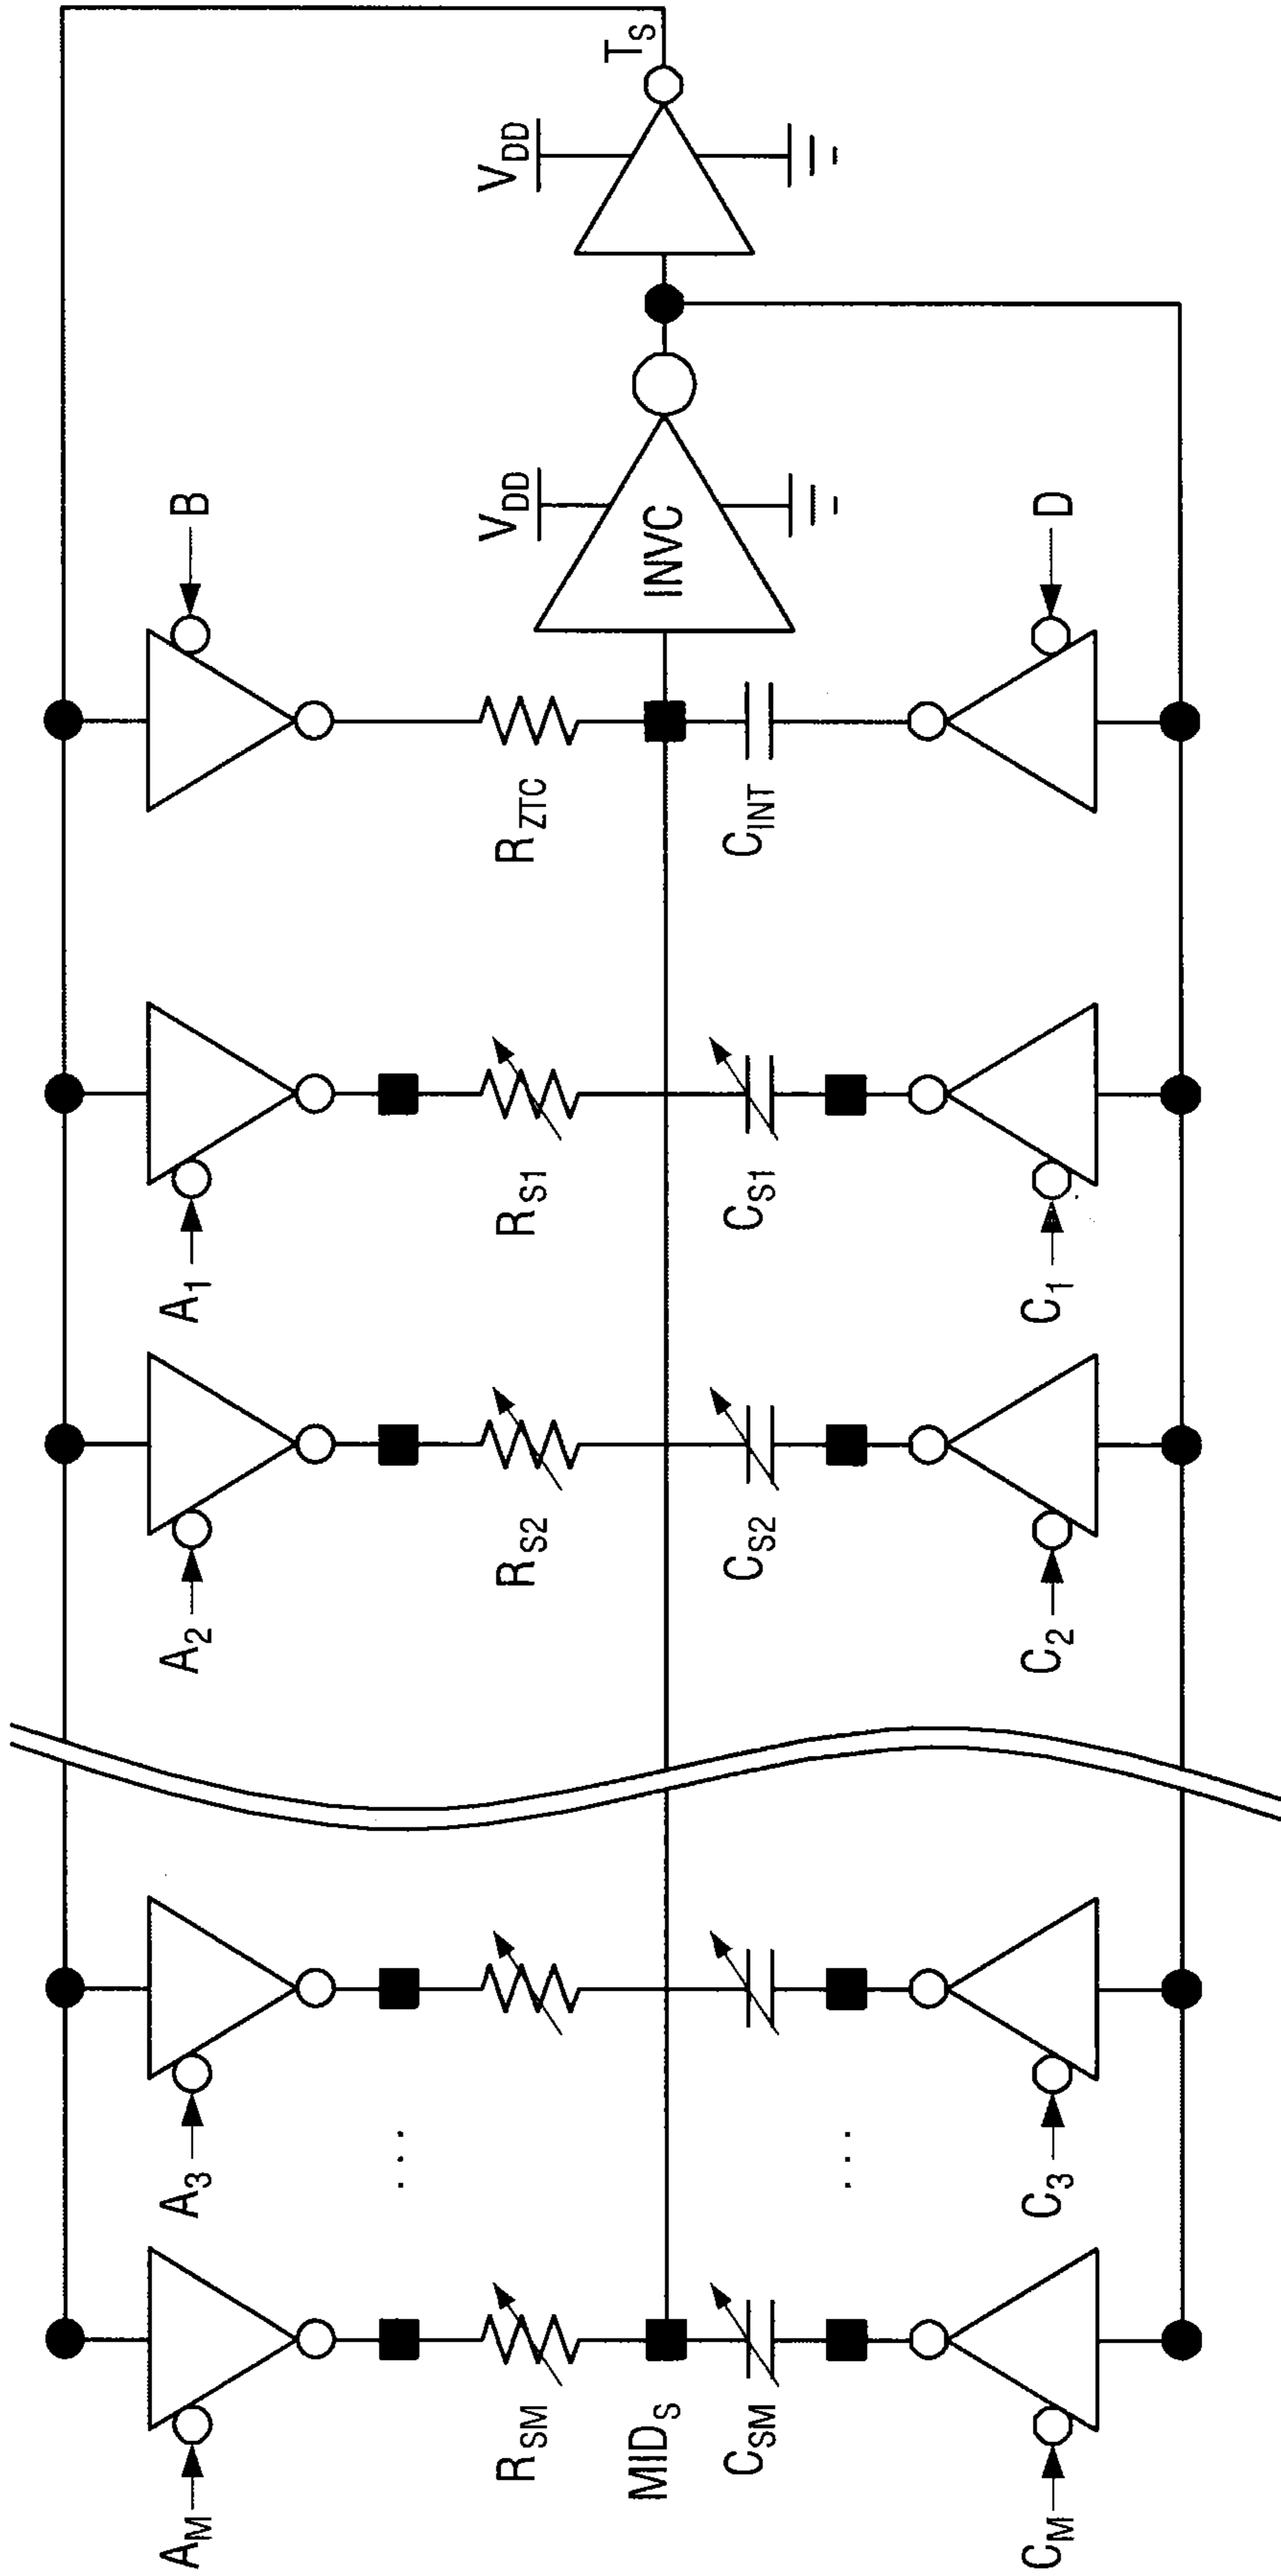 T_S
V_DD
V_DD
B
INVC
D
R_ZTC
C_INT
A_1
R_S1
C_S1
C_1
A_2
R_S2
C_S2
C_2
A_3
...
...
C_3
A_M
R_SM
MID_S
C_SM
C_M